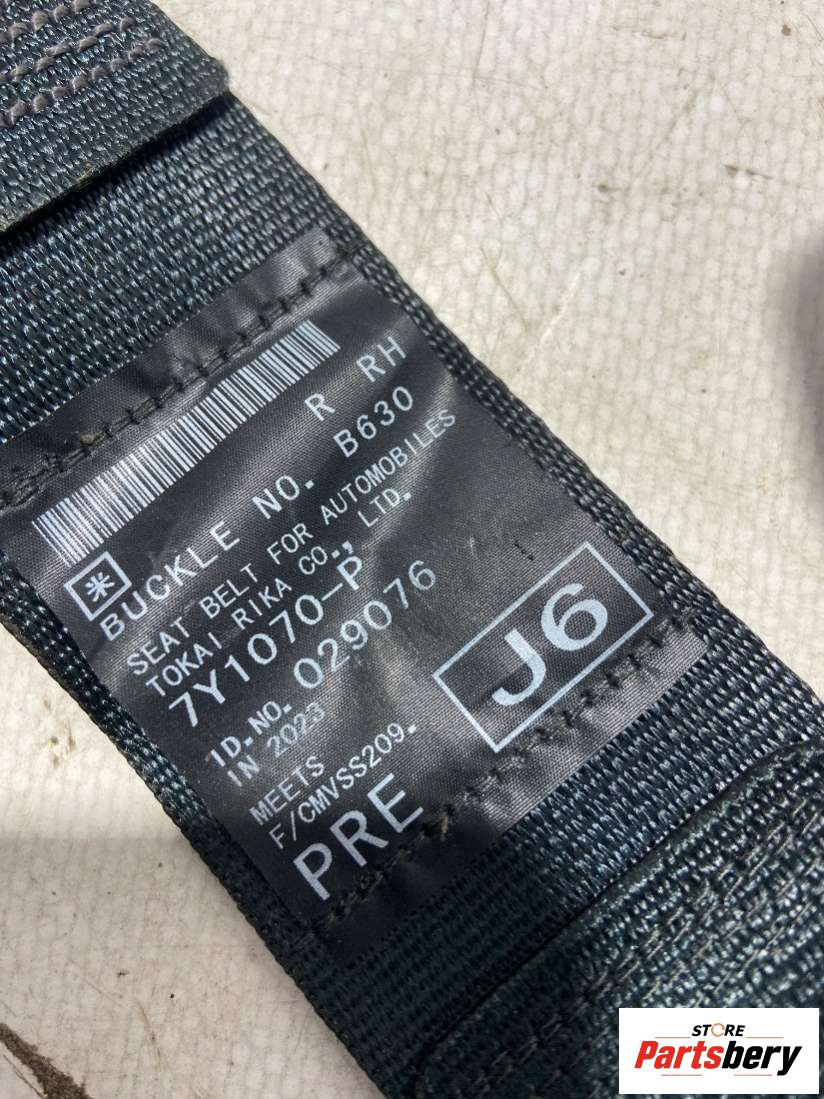 R RH
BUCKLE NO. B630
SEAT BELT FOR AUTOMOBILES
TOKAI RIKA CO., LTD.
7Y1070-P
ID.NO. 029076
IN 2023
J6
MEETS
F/CMVSS209.
PRE
STORE
Partsbery